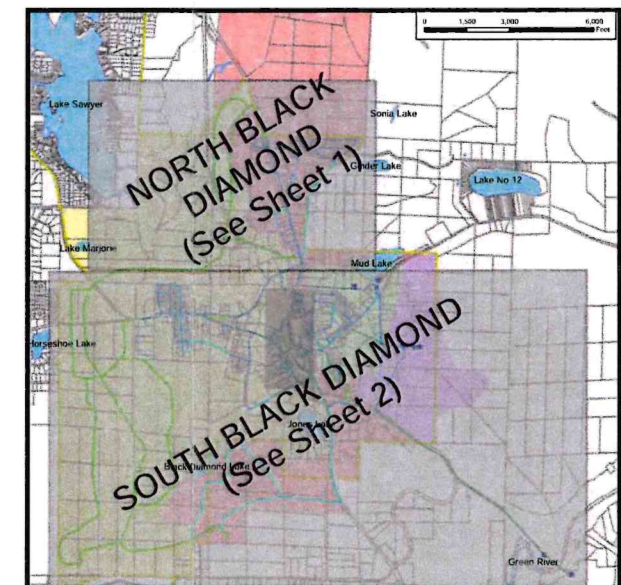 0 1,500 3,000 6,000
Feet
Lake Sawyer
Sonia Lake
NORTH BLACK
DIAMOND
(See Sheet 1)
Ginder Lake
Lake No 12
Lake Marjorie
Mud Lake
Horseshoe Lake
SOUTH BLACK DIAMOND
(See Sheet 2)
Jones Lake
Black Diamond Lake
Green River